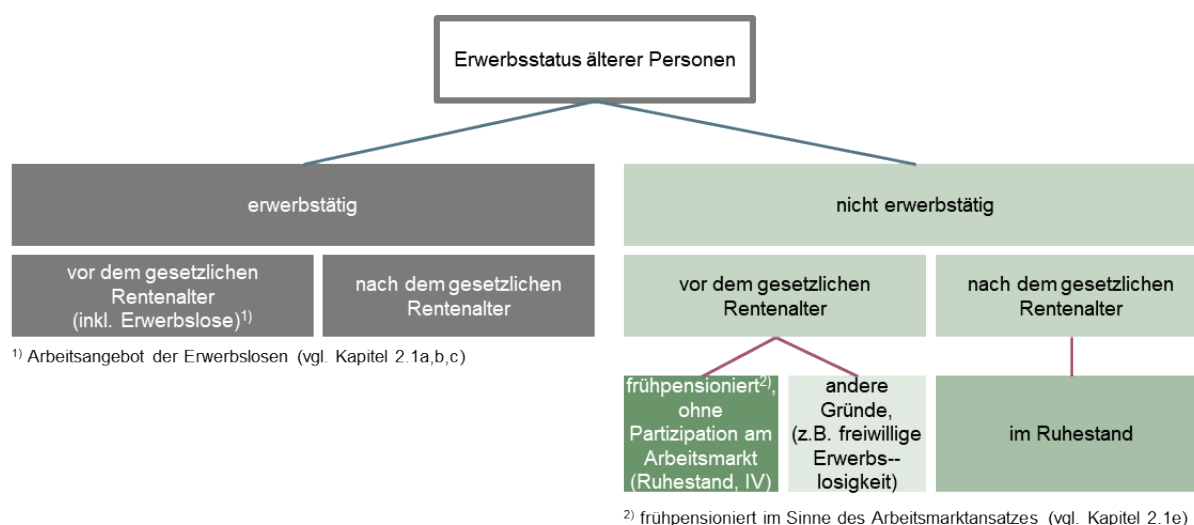 Erwerbsstatus älterer Personen
erwerbstätig
nicht erwerbstätig
vor dem gesetzlichen
Rentenalter
(inkl. Erwerbslose)¹⁾
nach dem gesetzlichen
Rentenalter
vor dem gesetzlichen
Rentenalter
nach dem gesetzlichen
Rentenalter
¹⁾ Arbeitsangebot der Erwerbslosen (vgl. Kapitel 2.1a,b,c)
frühpensioniert²⁾,
ohne
Partizipation am
Arbeitsmarkt
(Ruhestand, IV)
andere
Gründe,
(z.B. freiwillige
Erwerbs--
losigkeit)
im Ruhestand
²⁾ frühpensioniert im Sinne des Arbeitsmarktansatzes (vgl. Kapitel 2.1e)